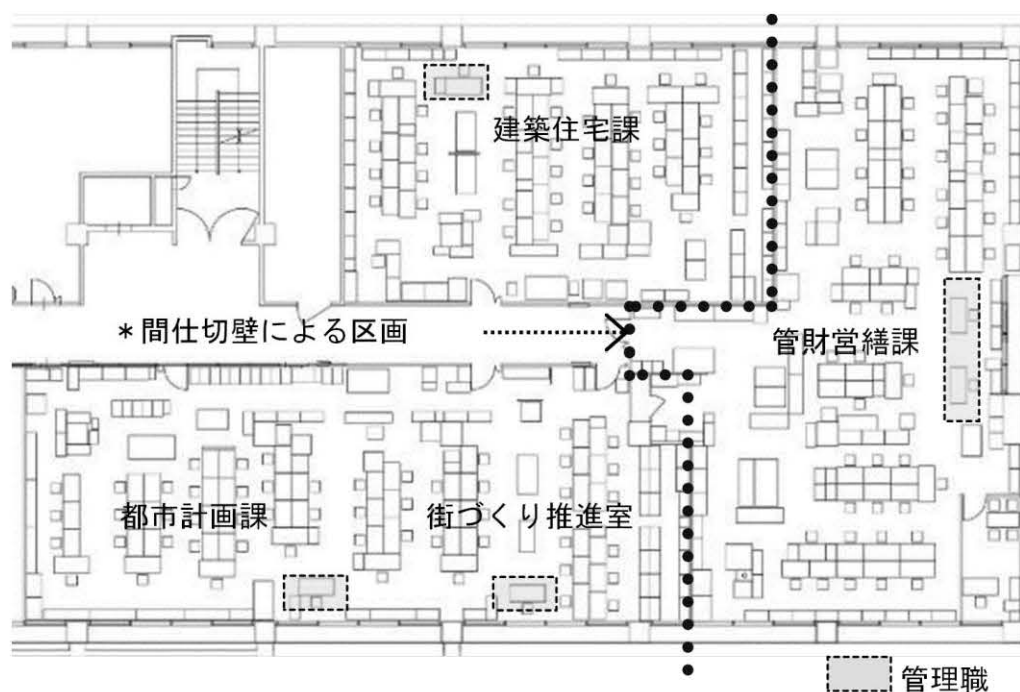 建築住宅課
＊間仕切壁による区画
管財営繕課
都市計画課
街づくり推進室
管理職